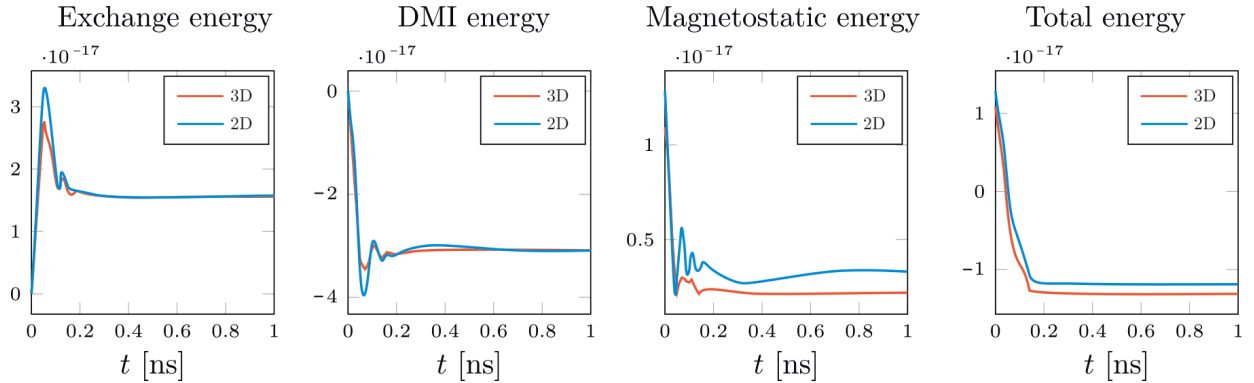 Exchange energy
·10⁻¹⁷
3
2
1
0
3D
2D
0 0.2 0.4 0.6 0.8 1
t [ns]
DMI energy
·10⁻¹⁷
0
−2
−4
3D
2D
0 0.2 0.4 0.6 0.8 1
t [ns]
Magnetostatic energy
·10⁻¹⁷
1
0.5
3D
2D
0 0.2 0.4 0.6 0.8 1
t [ns]
Total energy
·10⁻¹⁷
1
0
−1
3D
2D
0 0.2 0.4 0.6 0.8 1
t [ns]